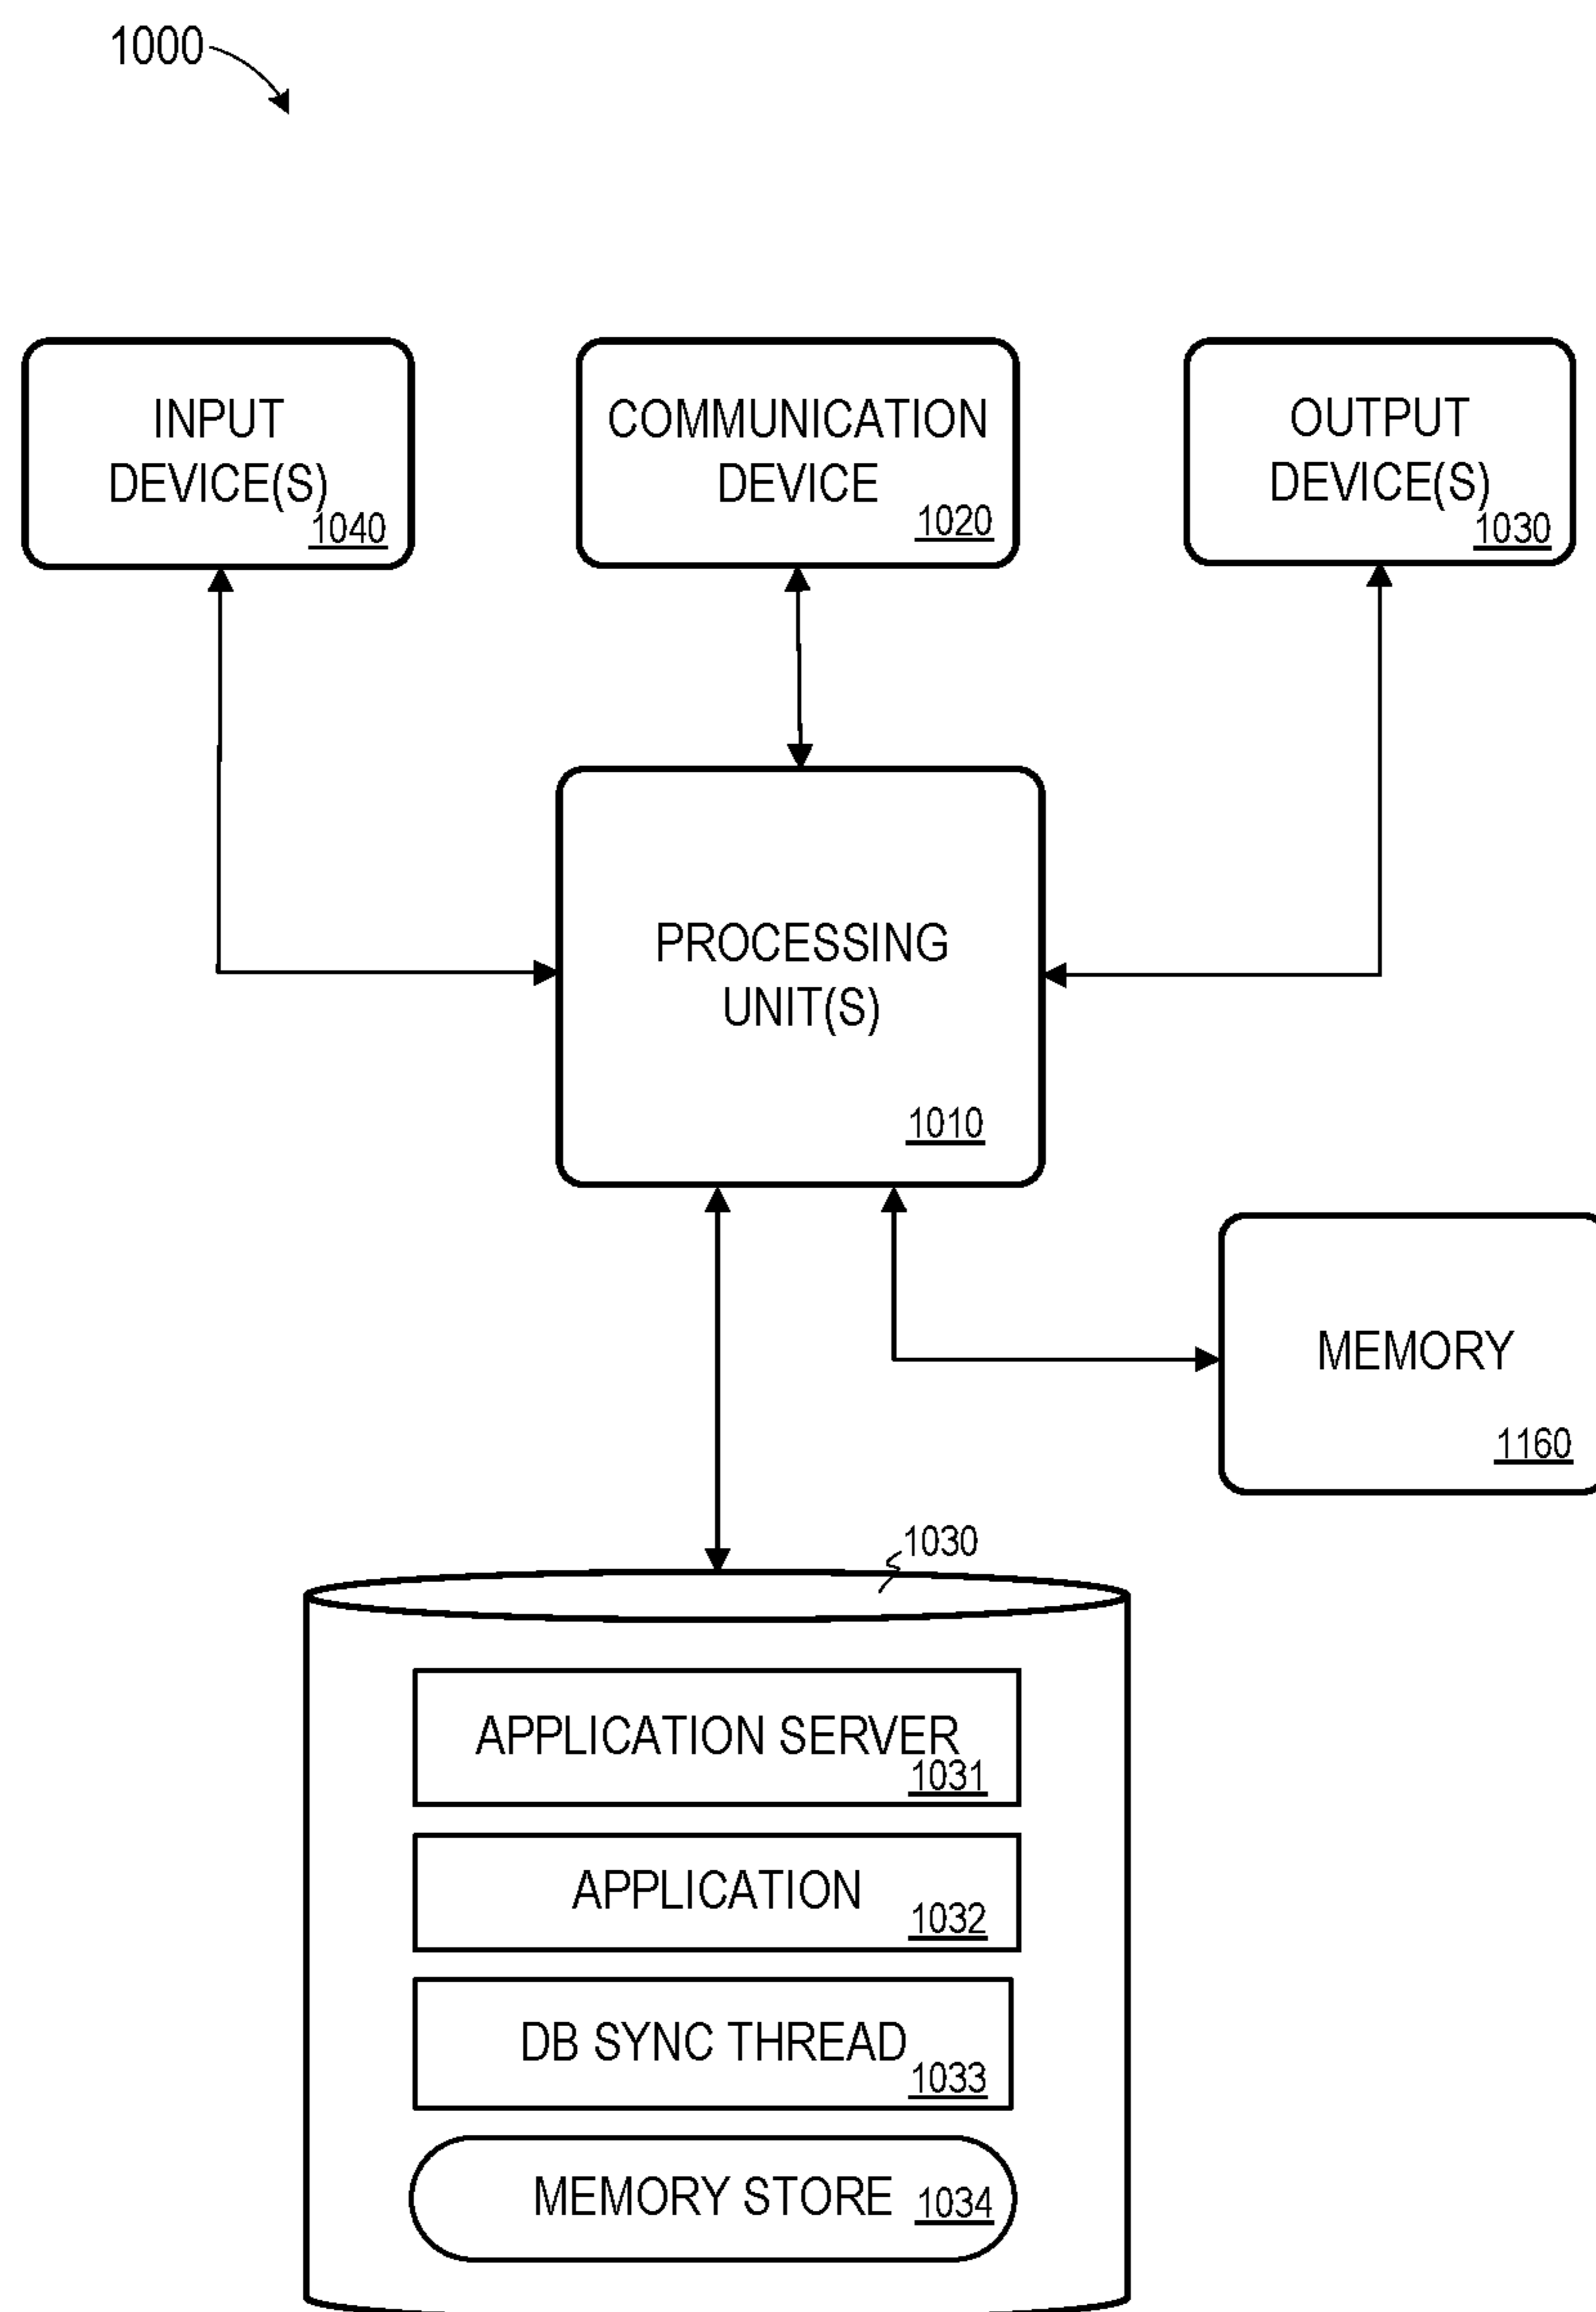 1000
INPUT
DEVICE(S)
1040
COMMUNICATION
DEVICE
1020
OUTPUT
DEVICE(S)
1030
PROCESSING
UNIT(S)
1010
MEMORY
1160
1030
APPLICATION SERVER
1031
APPLICATION
1032
DB SYNC THREAD
1033
MEMORY STORE 1034